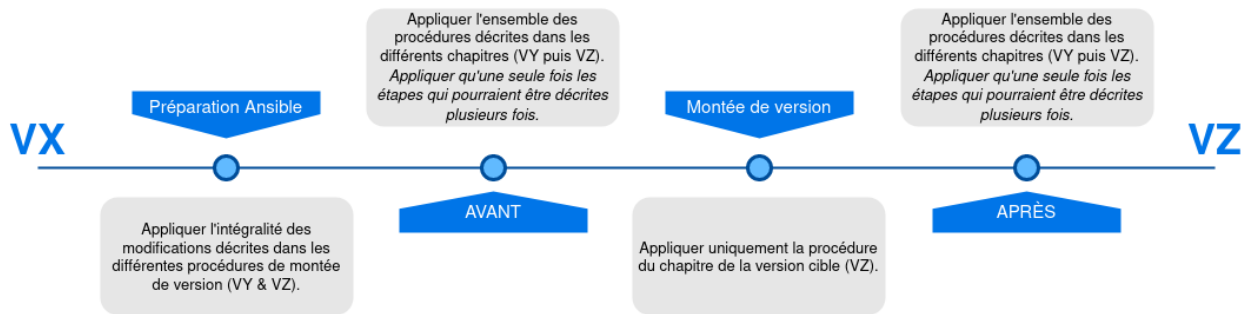 Appliquer l'ensemble des
procédures décrites dans les
différents chapitres (VY puis VZ).
Appliquer qu'une seule fois les
étapes qui pourraient être décrites
plusieurs fois.
Appliquer l'ensemble des
procédures décrites dans les
différents chapitres (VY puis VZ).
Appliquer qu'une seule fois les
étapes qui pourraient être décrites
plusieurs fois.
Préparation Ansible
Montée de version
VX
VZ
AVANT
APRÈS
Appliquer l'intégralité des
modifications décrites dans les
différentes procédures de montée
de version (VY & VZ).
Appliquer uniquement la procédure
du chapitre de la version cible (VZ).